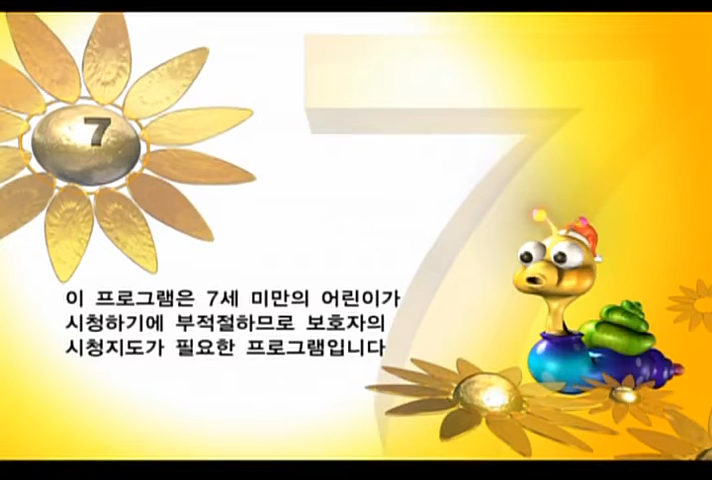 7
7
이 프로그램은 7세 미만의 어린이가
시청하기에 부적절하므로 보호자의
시청지도가 필요한 프로그램입니다